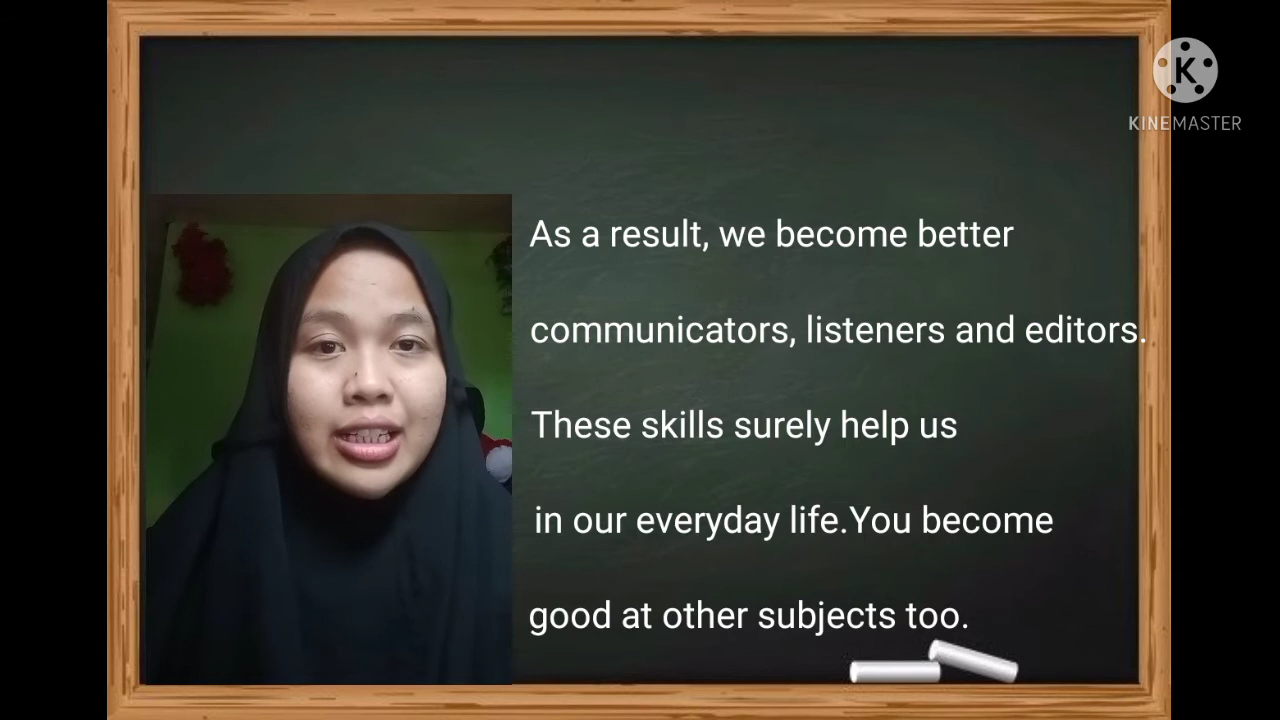 K
KINEMASTER
As a result, we become better
communicators, listeners and editors.
These skills surely help us
in our everyday life.You become
good at other subjects too.